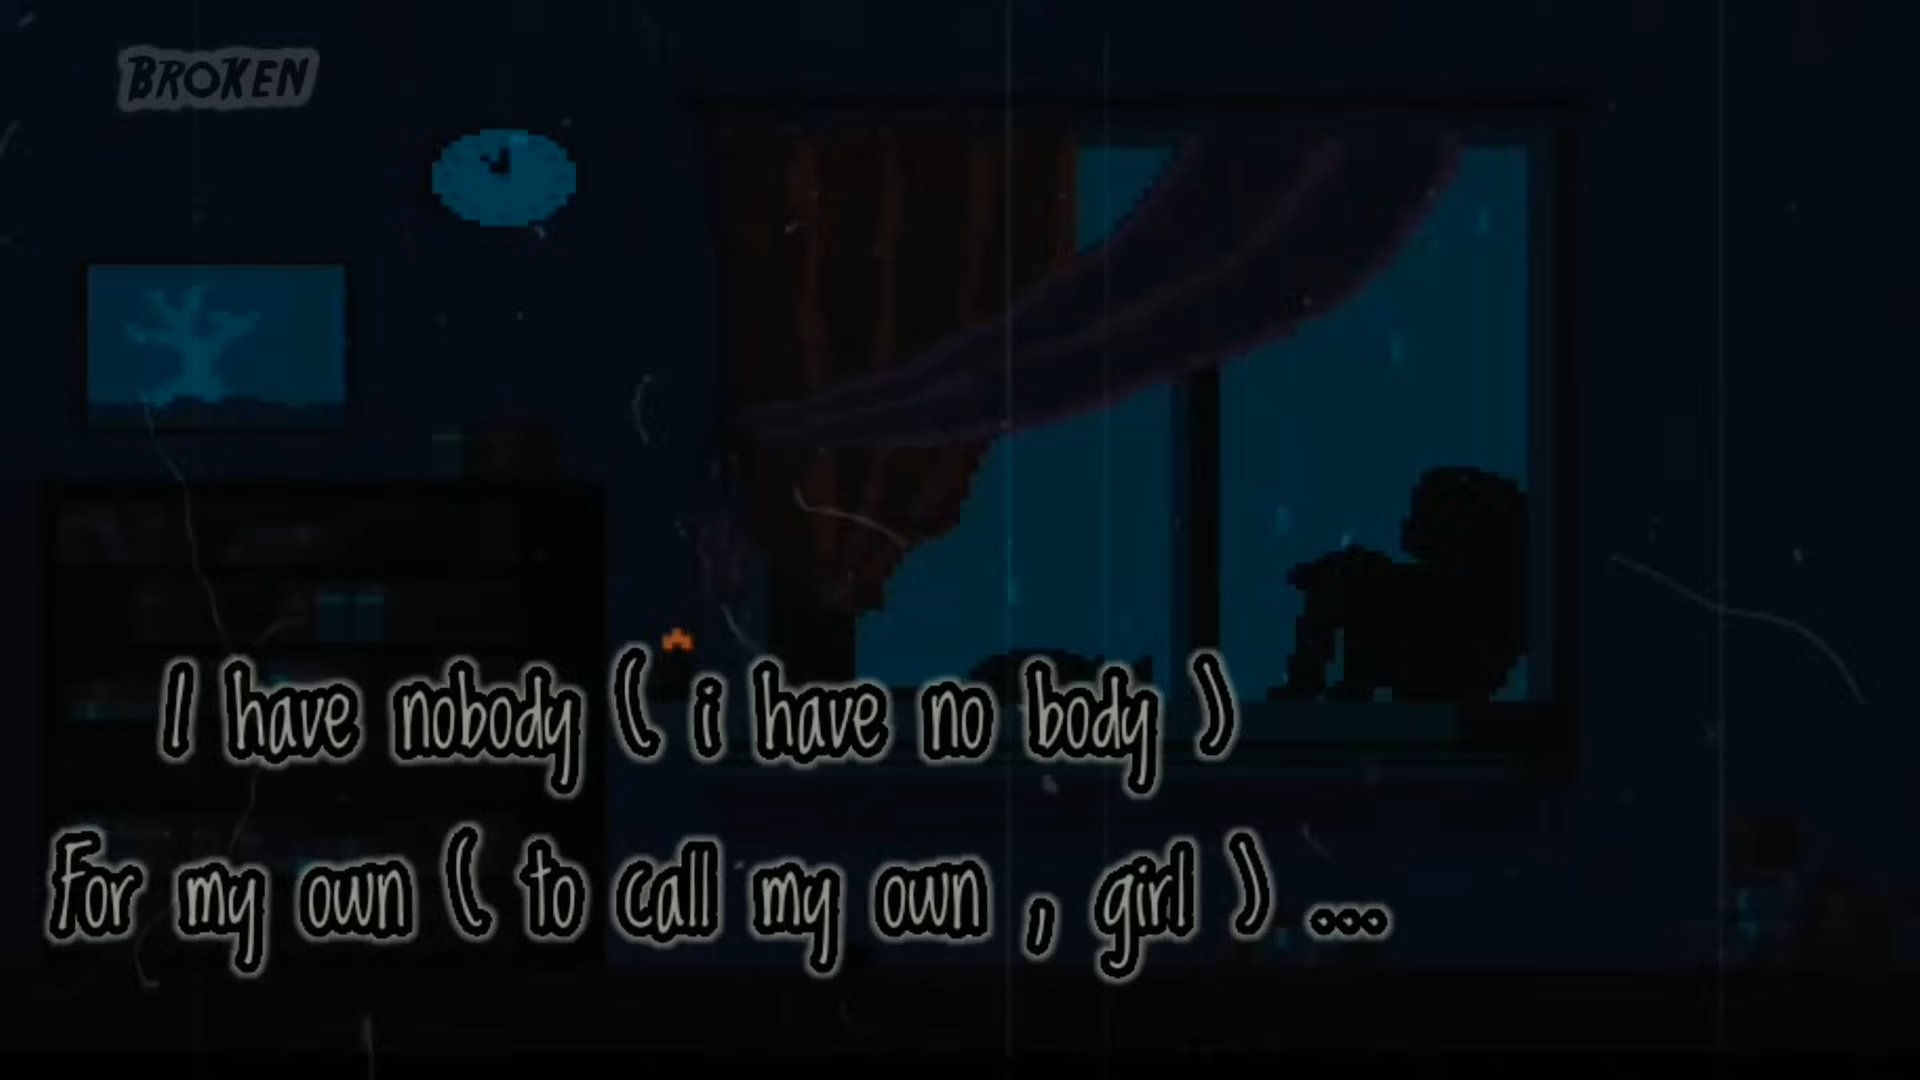 BROKEN
I have nobody ( i have no body )
For my own ( to call my own , girl ) ...